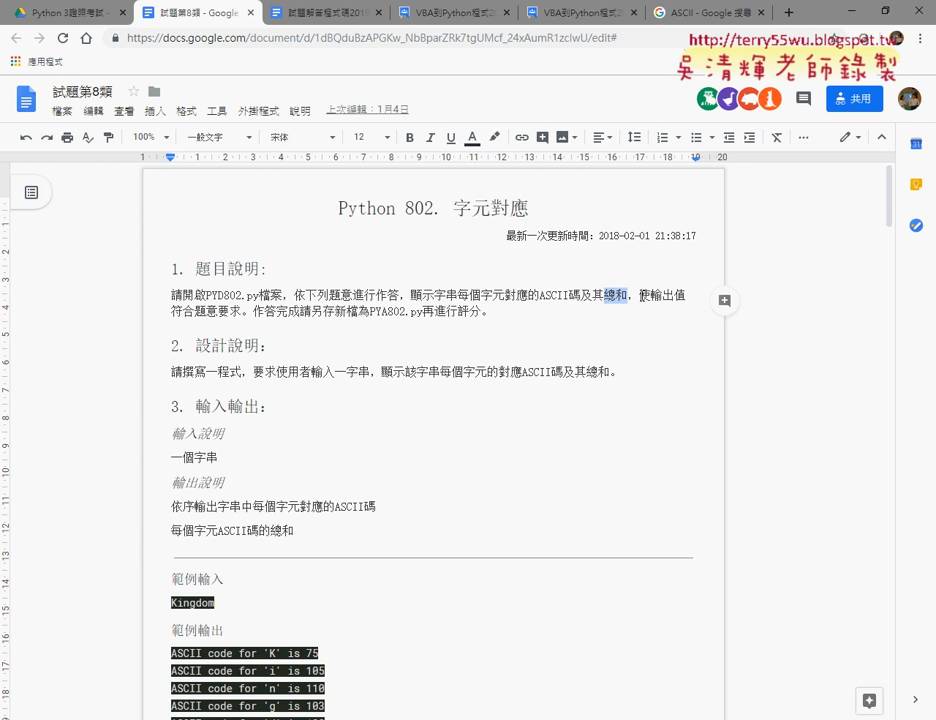 Python 3證照考試 -
試題第8類 - Google
試題解答程式碼201
VBA到Python程式20
VBA到Python程式20
ASCII - Google 搜尋
https://docs.google.com/document/d/1dBQduBzAPGKw_NbBparZRk7tgUMcf_24xAumR1zcIwU/edit#
http://terry55wu.blogspot.tw
應用程式
吳清輝老師錄製
試題第8類
共用
檔案 編輯 查看 插入 格式 工具 外掛程式 說明 上次編輯：1月4日
100% 一般文字 宋体 12
Python 802. 字元對應
最新一次更新時間：2018-02-01 21:38:17
1. 題目說明:
請開啟PYD802.py檔案，依下列題意進行作答，顯示字串每個字元對應的ASCII碼及其總和，使輸出值
符合題意要求。作答完成請另存新檔為PYA802.py再進行評分。
2. 設計說明：
請撰寫一程式，要求使用者輸入一字串，顯示該字串每個字元的對應ASCII碼及其總和。
3. 輸入輸出：
輸入說明
一個字串
輸出說明
依序輸出字串中每個字元對應的ASCII碼
每個字元ASCII碼的總和
範例輸入
Kingdom
範例輸出
ASCII code for 'K' is 75
ASCII code for 'i' is 105
ASCII code for 'n' is 110
ASCII code for 'g' is 103